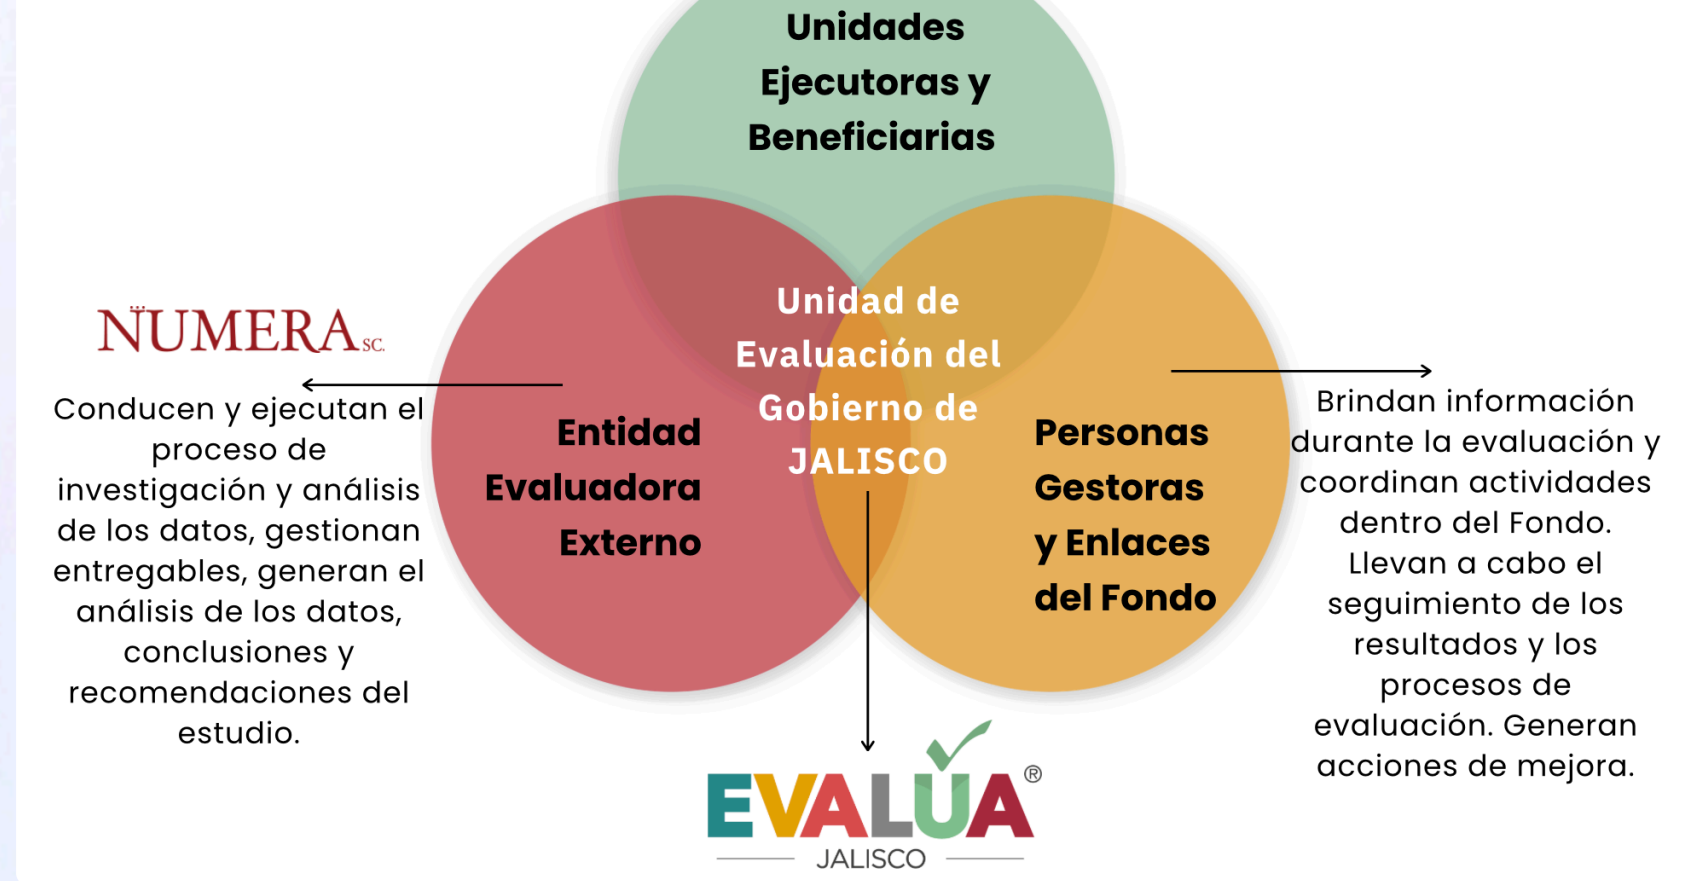 Unidades
Ejecutoras y
Beneficiarias
Unidad de
Evaluación del
Gobierno de
JALISCO
NUMERA SC.
Conducen y ejecutan el
proceso de
investigación y análisis
de los datos, gestionan
entregables, generan el
análisis de los datos,
conclusiones y
recomendaciones del
estudio.
Entidad
Evaluadora
Externo
Personas
Gestoras
y Enlaces
del Fondo
Brindan información
durante la evaluación y
coordinan actividades
dentro del Fondo.
Llevan a cabo el
seguimiento de los
resultados y los
procesos de
evaluación. Generan
acciones de mejora.
EVALÚA®
JALISCO